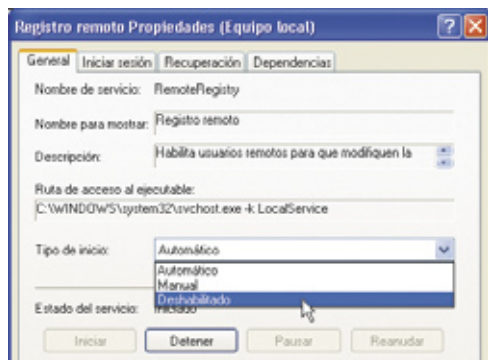 Registro remoto Propiedades (Equipo local)
General Iniciar sesión Recuperación Dependencias
Nombre de servicio: RemoteRegistry
Nombre para mostrar: Registro remoto
Descripción: Habilita usuarios remotos para que modifiquen la
Ruta de acceso al ejecutable:
C:\WINDOWS\system32\svchost.exe -k LocalService
Tipo de inicio: Automático
Automático
Manual
Deshabilitado
Estado del servicio: Iniciado
Iniciar Detener Pausar Reanudar